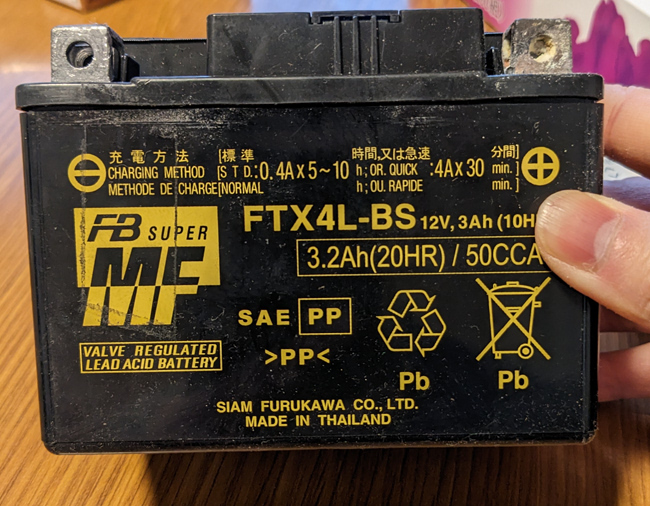 充電方法 [標準 時間,又は急速 分間]
CHARGING METHOD [S T D. :0.4A x 5~10 h; OR. QUICK :4A x 30 min. ]
METHODE DE CHARGE [NORMAL h; OU. RAPIDE min. ]
FB SUPER
MF
FTX4L-BS 12V, 3Ah (10H
3.2Ah(20HR) / 50CCA
SAE PP
>PP<
VALVE REGULATED
LEAD ACID BATTERY
Pb
Pb
SIAM FURUKAWA CO., LTD.
MADE IN THAILAND